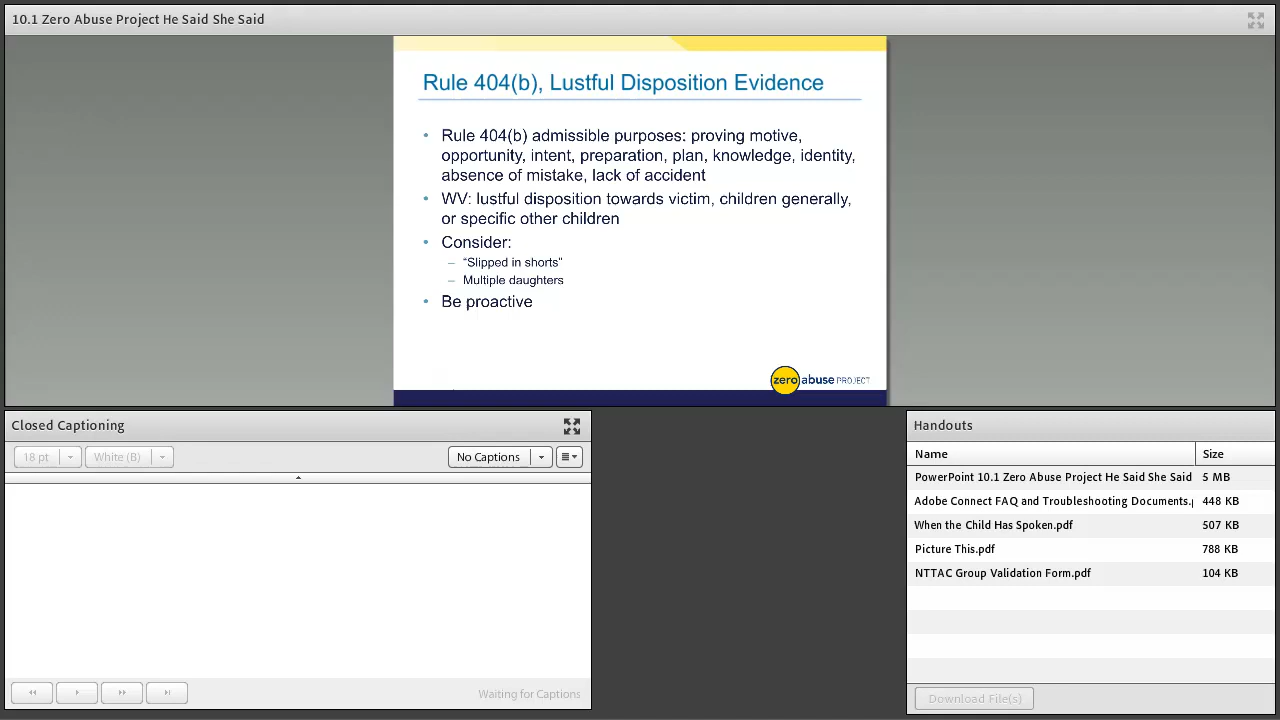 10.1 Zero Abuse Project He Said She Said
Rule 404(b), Lustful Disposition Evidence
• Rule 404(b) admissible purposes: proving motive,
opportunity, intent, preparation, plan, knowledge, identity,
absence of mistake, lack of accident
• WV: lustful disposition towards victim, children generally,
or specific other children
• Consider:
– “Slipped in shorts”
– Multiple daughters
• Be proactive
zero abuse PROJECT
Closed Captioning
18 pt White (B) No Captions
Waiting for Captions
Handouts
Name Size
PowerPoint 10.1 Zero Abuse Project He Said She Said 5 MB
Adobe Connect FAQ and Troubleshooting Documents.p 448 KB
When the Child Has Spoken.pdf 507 KB
Picture This.pdf 788 KB
NTTAC Group Validation Form.pdf 104 KB
Download File(s)